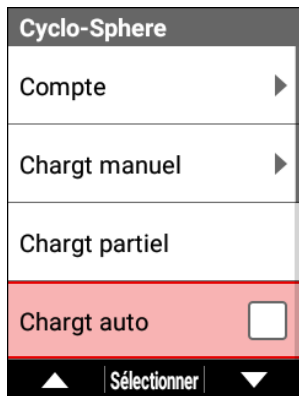 Cyclo-Sphere
Compte
Chargt manuel
Chargt partiel
Chargt auto
Sélectionner